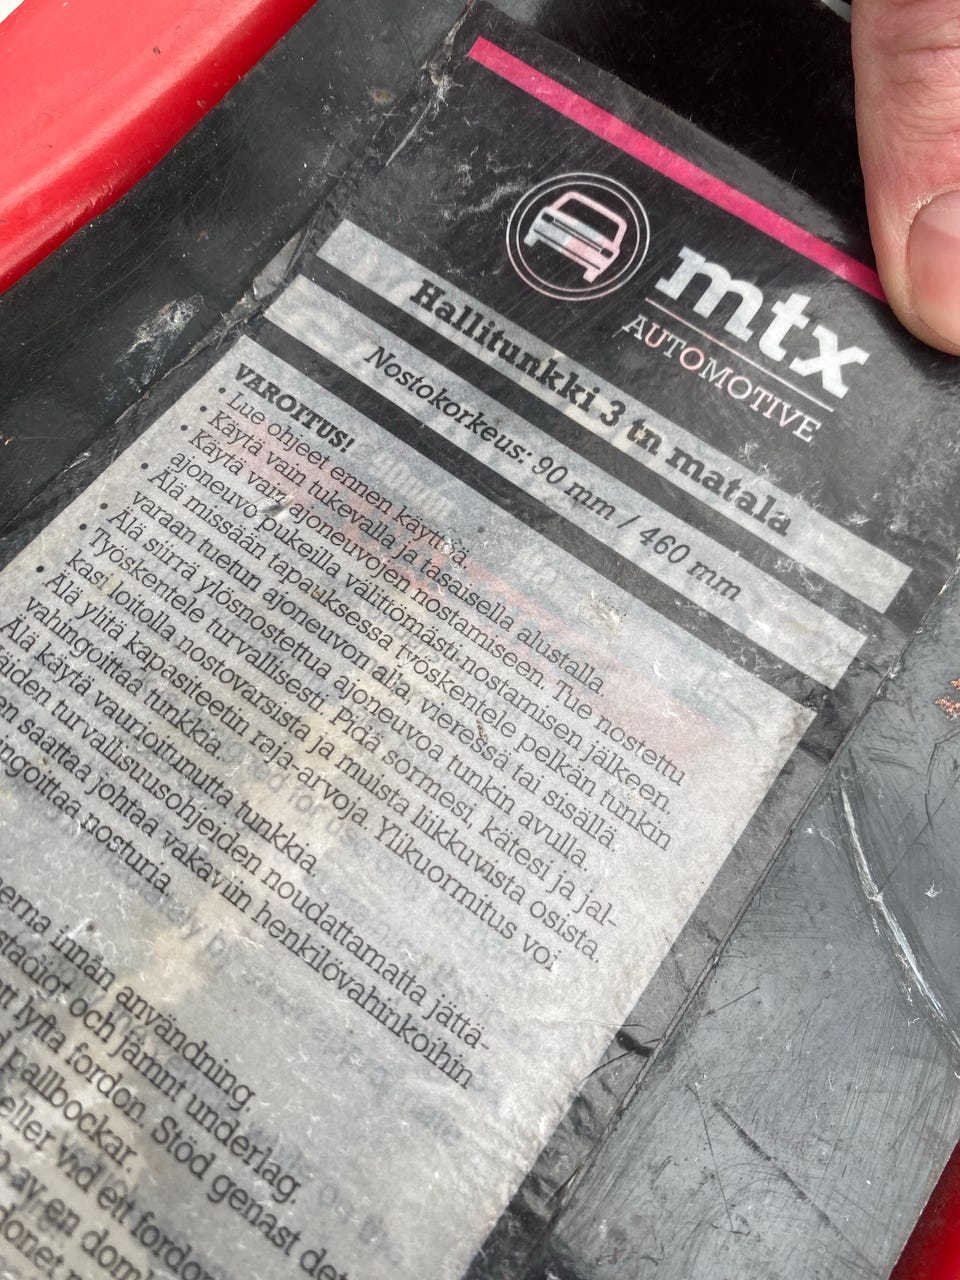 mtx
AUTOMOTIVE
Hallitunkki 3 tn matala
Nostokorkeus: 90 mm / 460 mm
VAROITUS!
• Lue ohjeet ennen käyttöä.
• Käytä vain tukevalla ja tasaisella alustalla
• Käytä vain ajoneuvojen nostamiseen. Tue nostettu
ajoneuvo pukeilla välittömästi nostamisen jälkeen.
• Älä missään tapauksessa työskentele pelkän tunkin
varaan tuetun ajoneuvon alla, vieressä tai sisällä.
• Älä siirrä ylösnostettua ajoneuvoa tunkin avulla.
• Työskentele turvallisesti. Pidä sormesi, kätesi ja jal-
kasi loitolla nostovarsista ja muista liikkuvista osista.
• Älä ylitä kapasiteetin raja-arvoja. Ylikuormitus voi
vahingoittaa tunkkia.
Älä käytä vaurioitunutta tunkkia.
turvallisuusohjeiden noudattamatta jättä-
saattaa johtaa vakaviin henkilövahinkoihin
nosturia.
innan användning.
och jämnt underlag.
lyfta fordon. Stöd genast det
pallbockar.
eller vid ett fordon
av en dom